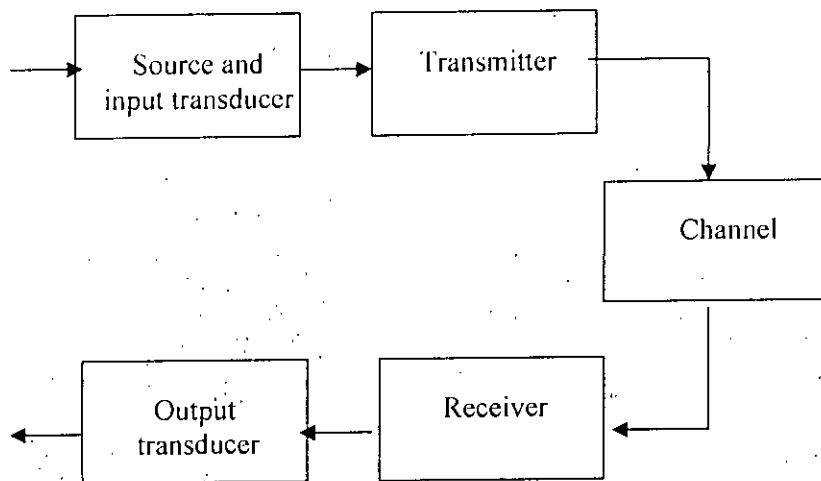 Source and
input transducer
Transmitter
Channel
Receiver
Output
transducer